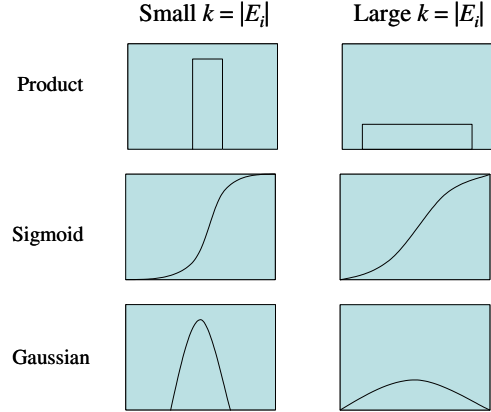 Small k = |Eᵢ| Large k = |Eᵢ|
Product
Sigmoid
Gaussian